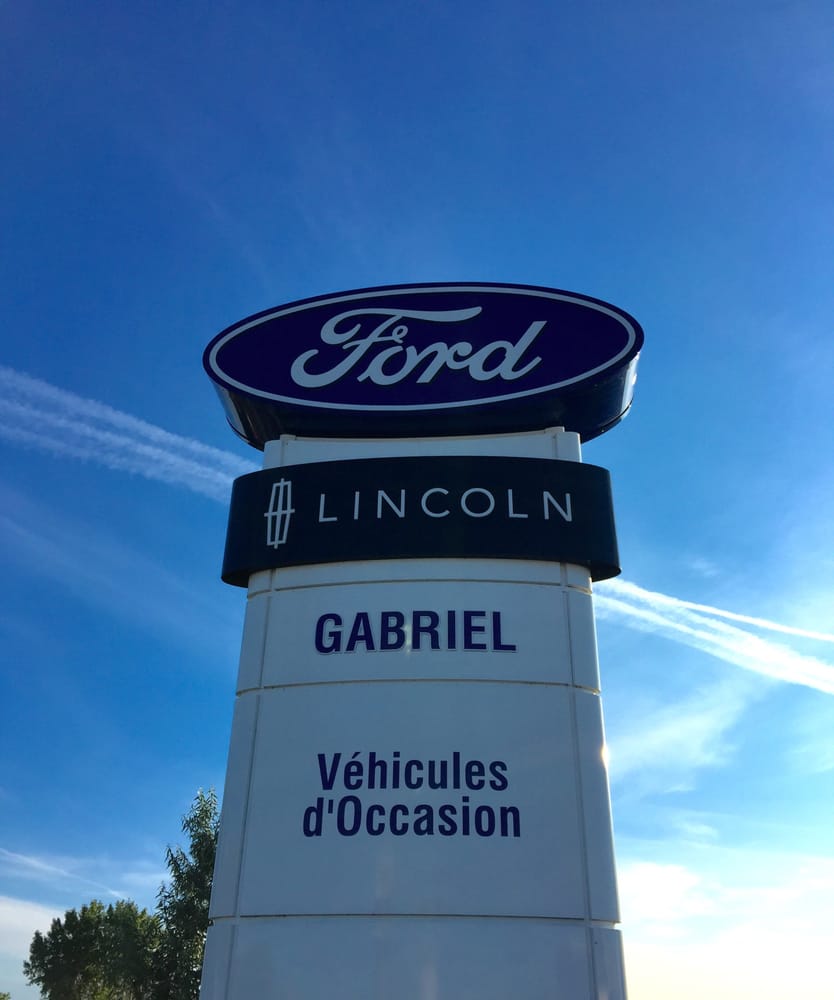 Ford
LINCOLN
GABRIEL
Véhicules
d'Occasion